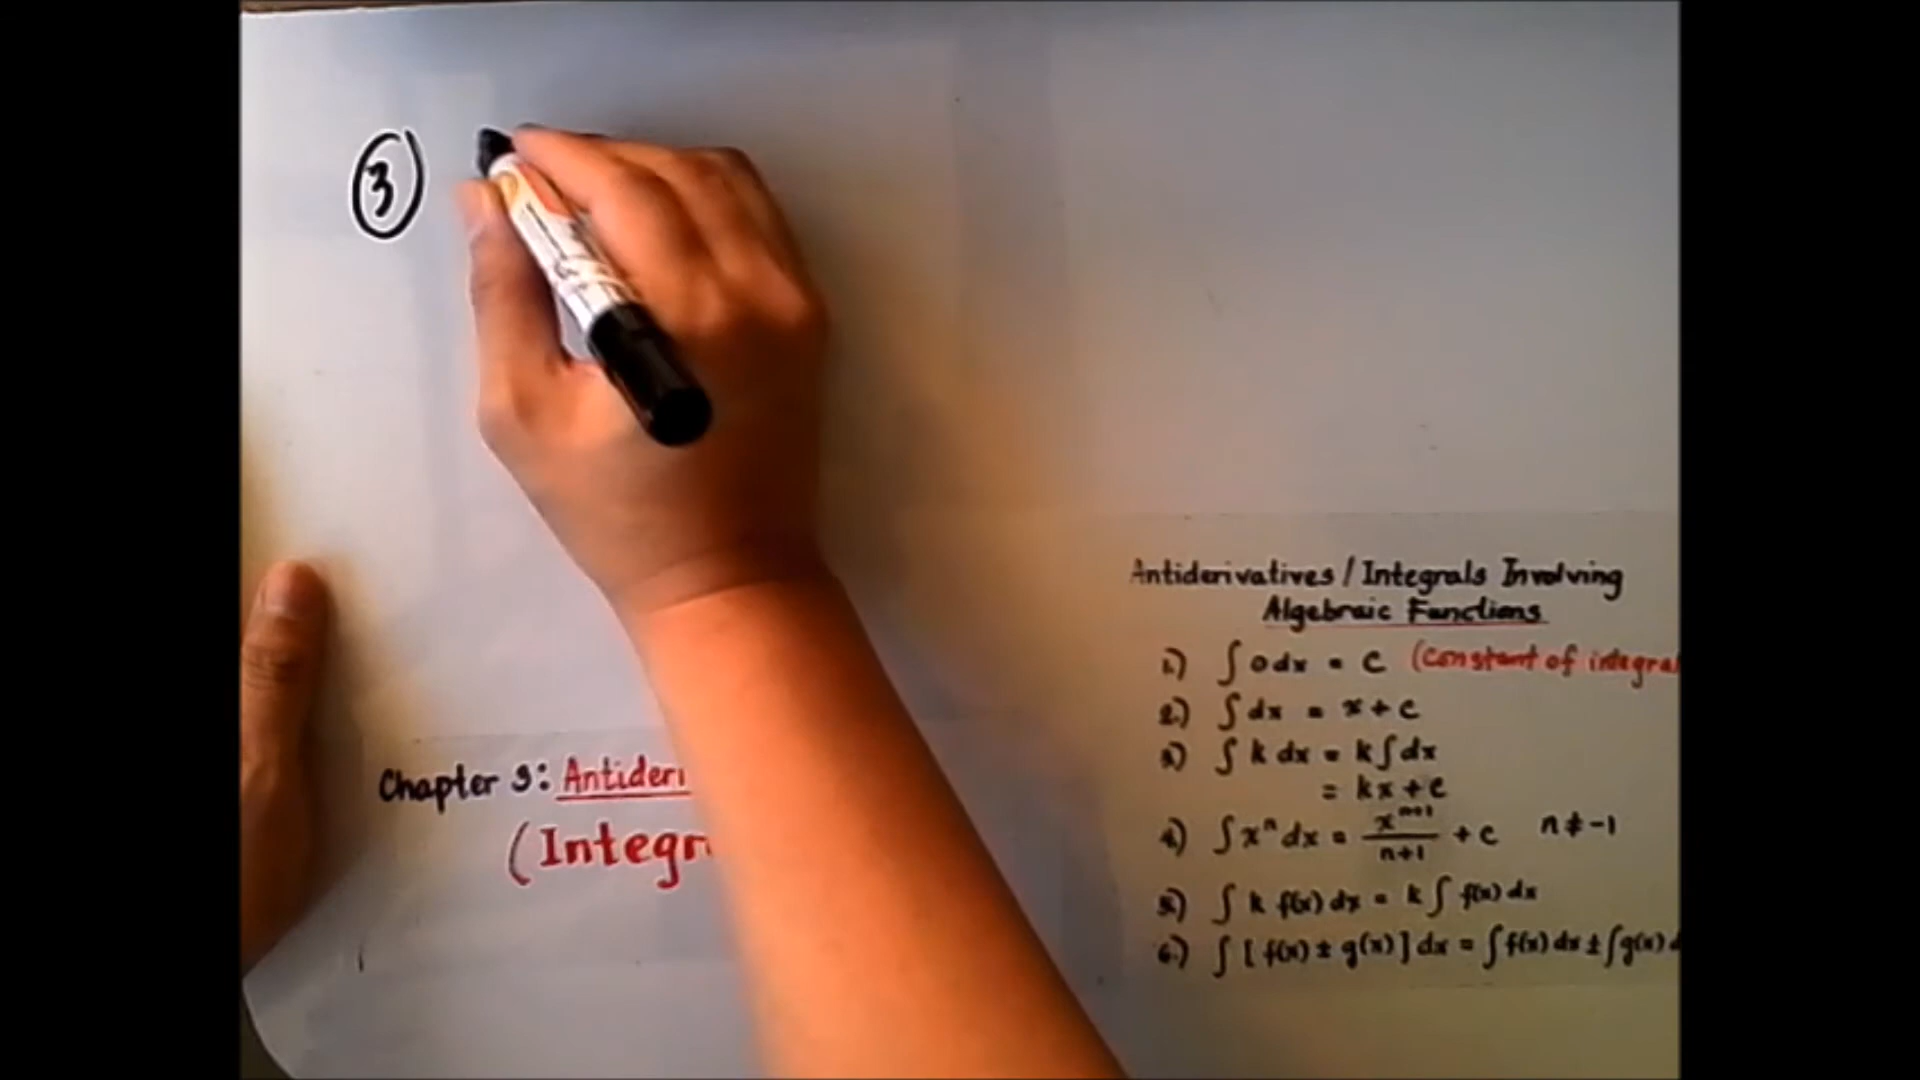 3
Chapter 3: Antideri
(Integr
Antiderivatives / Integrals Involving
Algebraic Functions
1.) ∫ 0 dx = c (constant of integra
2.) ∫ dx = x + c
3.) ∫ k dx = k ∫ dx
= kx + c
4.) ∫ xⁿ dx = xⁿ⁺¹/n+1 + c n ≠ -1
5.) ∫ k f(x) dx = k ∫ f(x) dx
6.) ∫ [ f(x) ± g(x) ] dx = ∫ f(x) dx ± ∫ g(x) d